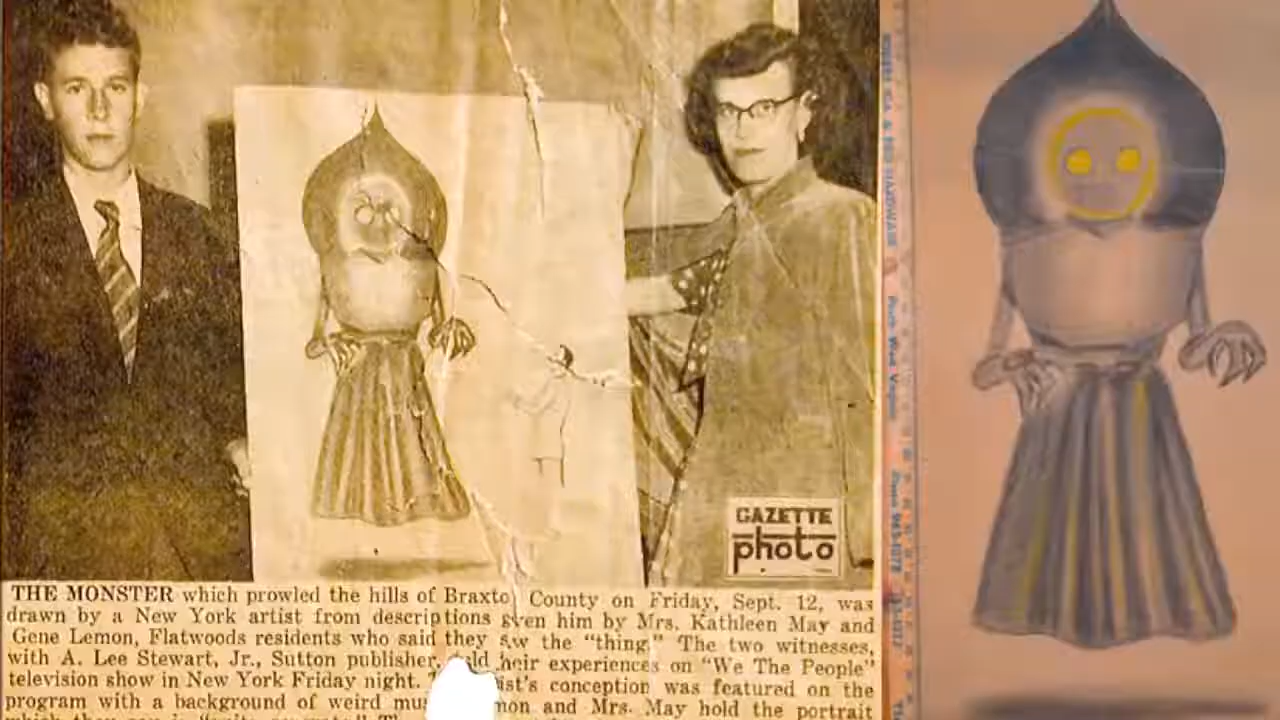 GAZETTE
photo
THE MONSTER which prowled the hills of Braxto County on Friday, Sept. 12, was
drawn by a New York artist from descriptions given him by Mrs. Kathleen May and
Gene Lemon, Flatwoods residents who said they saw the "thing." The two witnesses,
with A. Lee Stewart, Jr., Sutton publisher, told their experiences on "We The People"
television show in New York Friday night. ist's conception was featured on the
program with a background of weird mus mon and Mrs. May hold the portrait